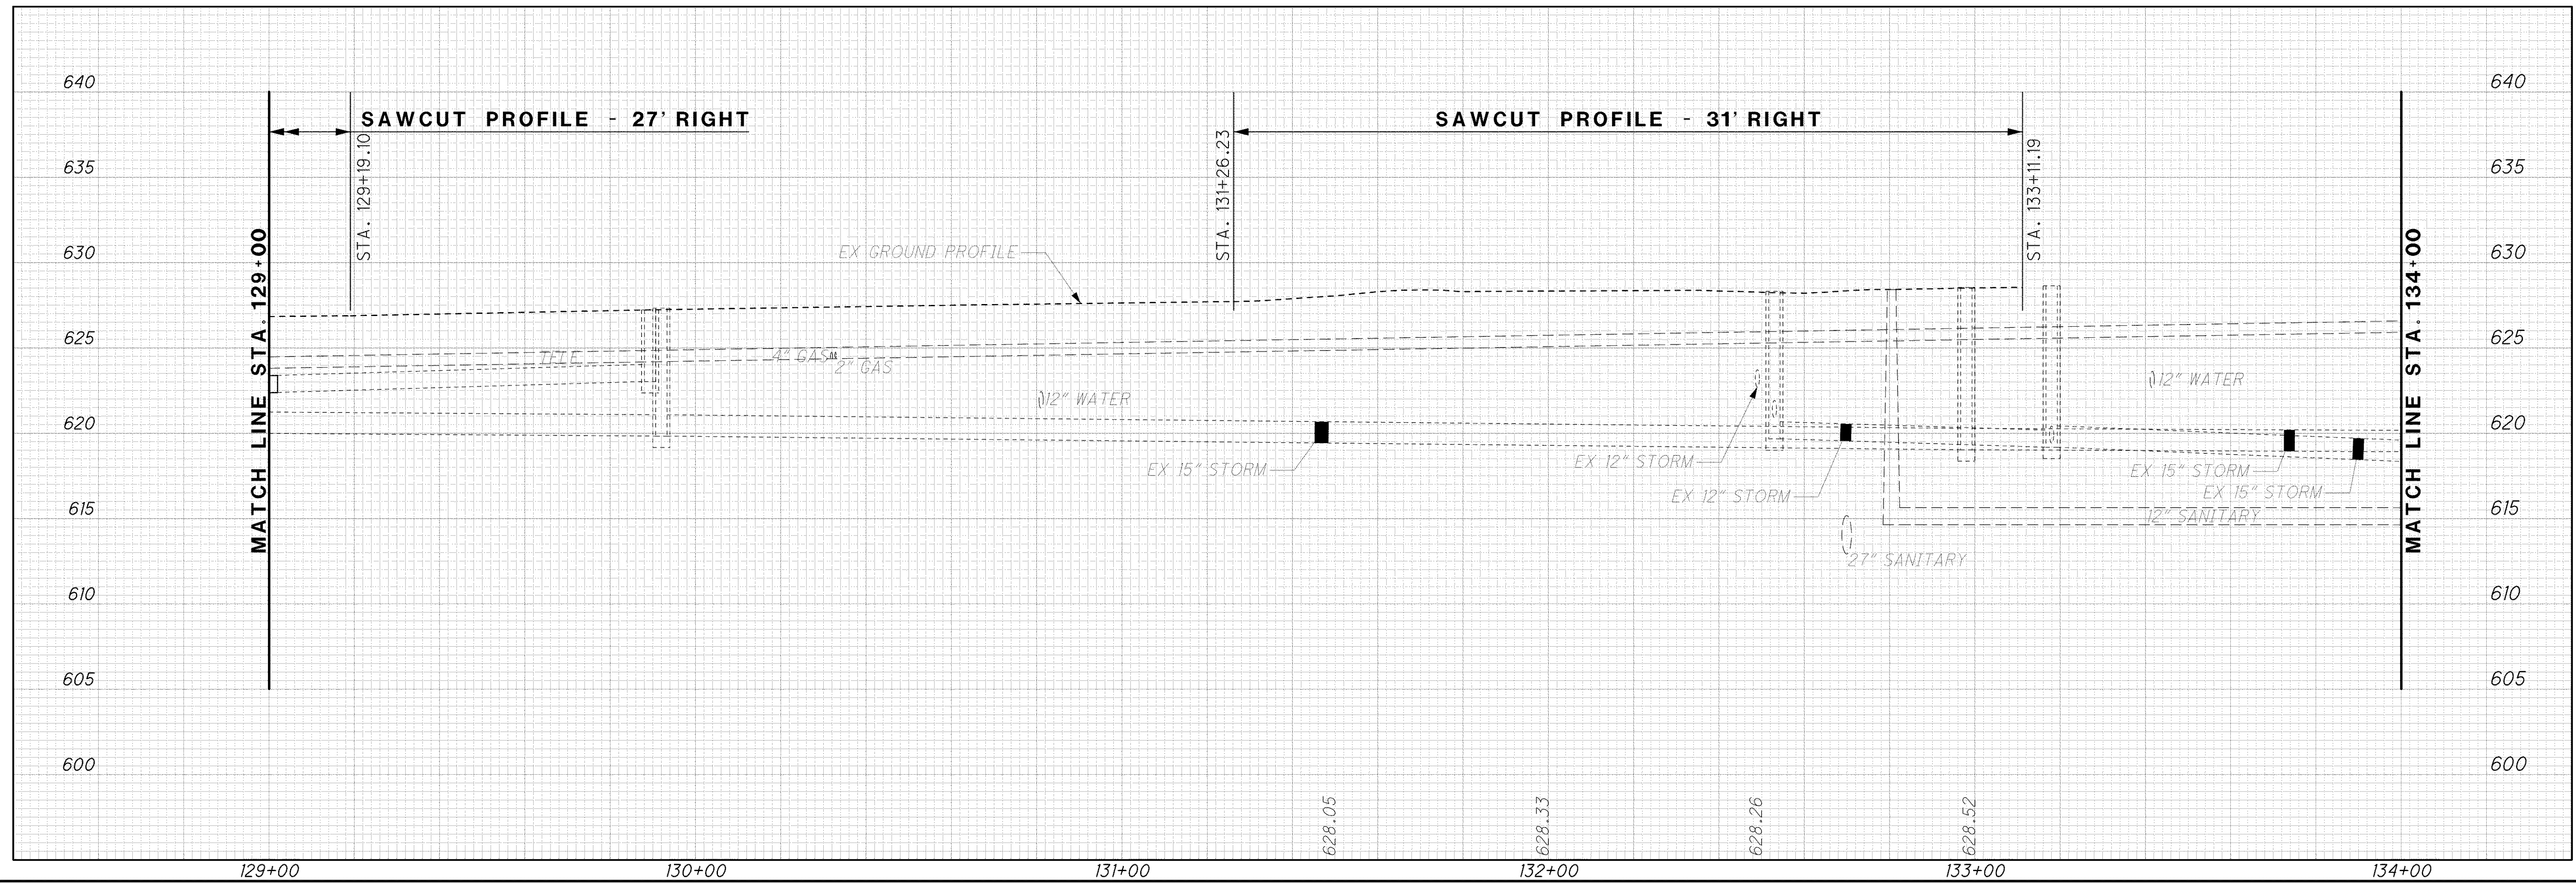 640
640
SAWCUT PROFILE - 27' RIGHT
SAWCUT PROFILE - 31' RIGHT
STA. 129+19.10
STA. 131+26.23
STA. 133+11.19
635
635
630
630
EX GROUND PROFILE
MATCH LINE STA. 129+00
MATCH LINE STA. 134+00
625
625
TELE
4" GAS
2" GAS
12" WATER
12" WATER
620
620
EX 15" STORM
EX 12" STORM
EX 12" STORM
EX 15" STORM
EX 15" STORM
615
615
12" SANITARY
27" SANITARY
610
610
605
605
600
600
628.05
628.33
628.26
628.52
129+00
130+00
131+00
132+00
133+00
134+00